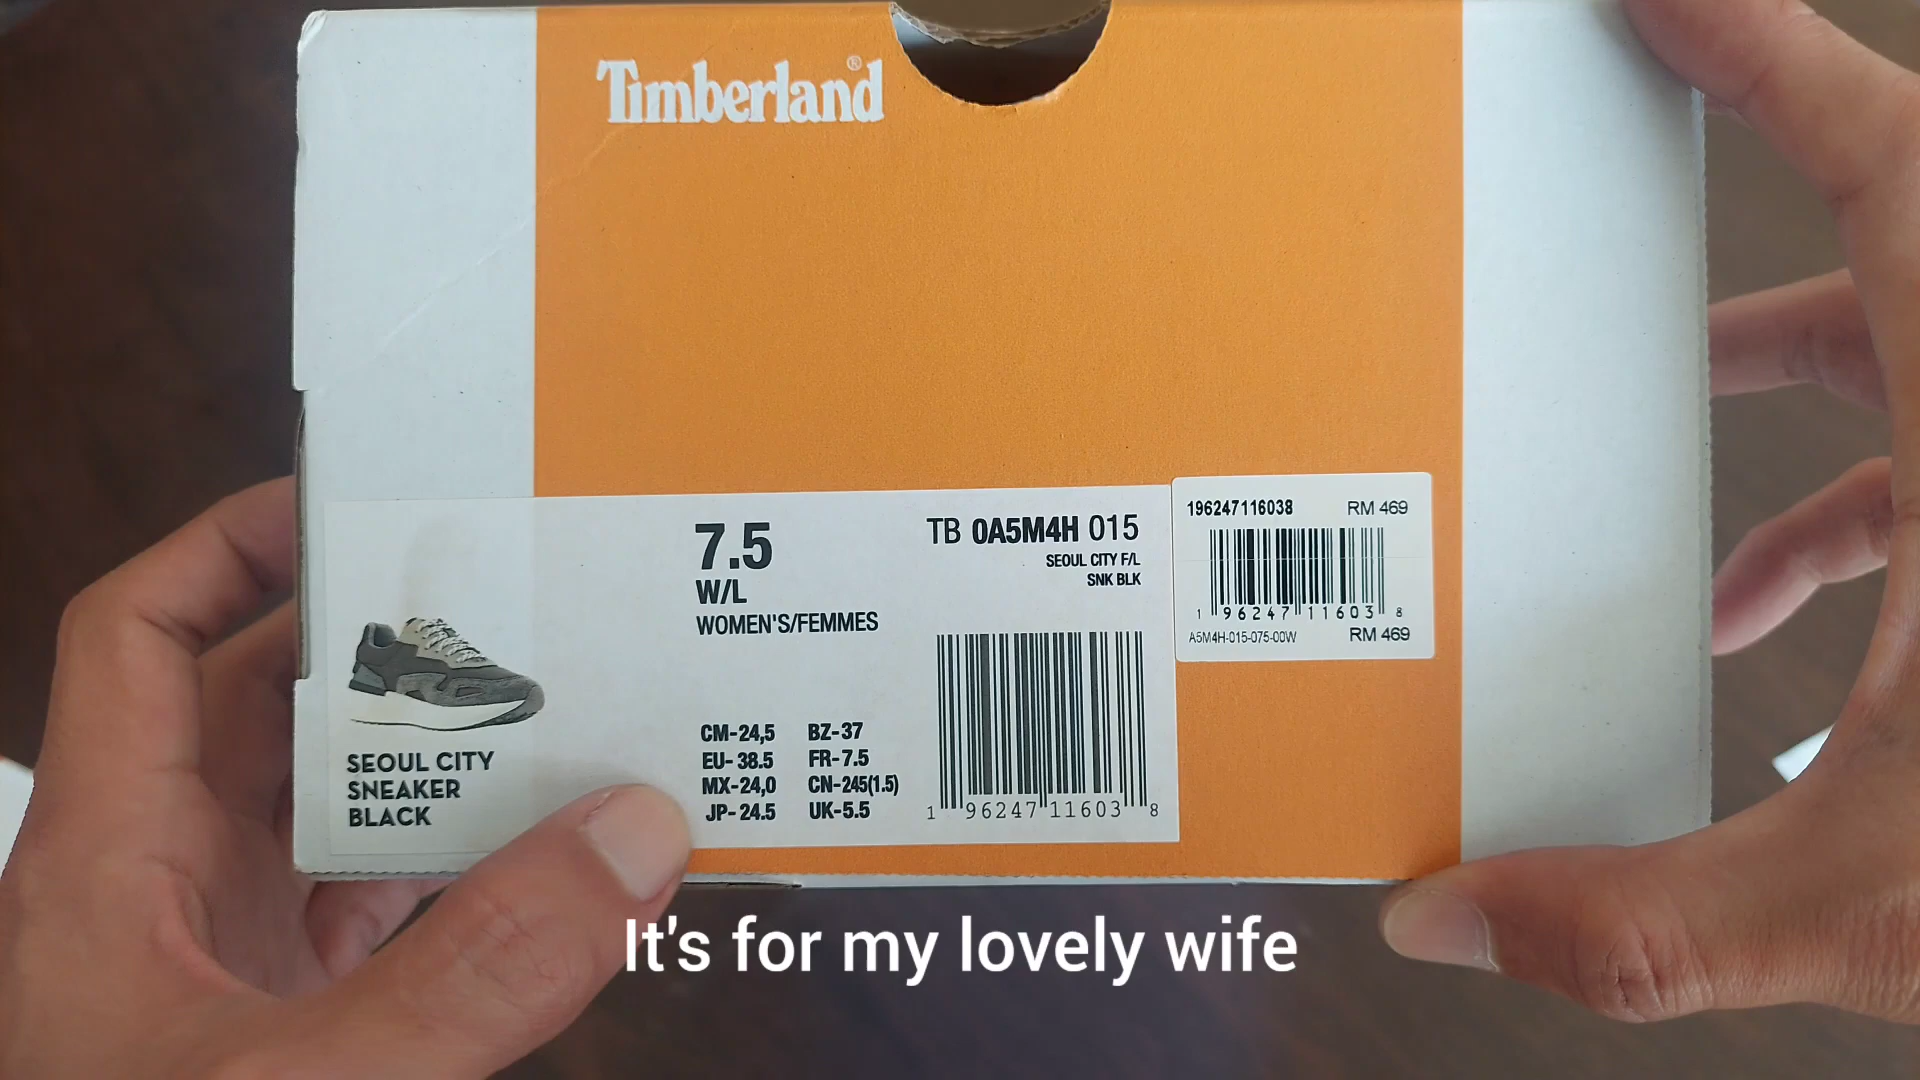 Timberland®
7.5
W/L
WOMEN'S/FEMMES
TB 0A5M4H 015
SEOUL CITY F/L
SNK BLK
196247116038 RM 469
1 96247 11603 8
A5M4H-015-075-00W RM 469
SEOUL CITY
SNEAKER
BLACK
CM-24,5 BZ-37
EU- 38.5 FR-7.5
MX-24,0 CN-245(1.5)
JP- 24.5 UK-5.5
1 96247 11603 8
It's for my lovely wife